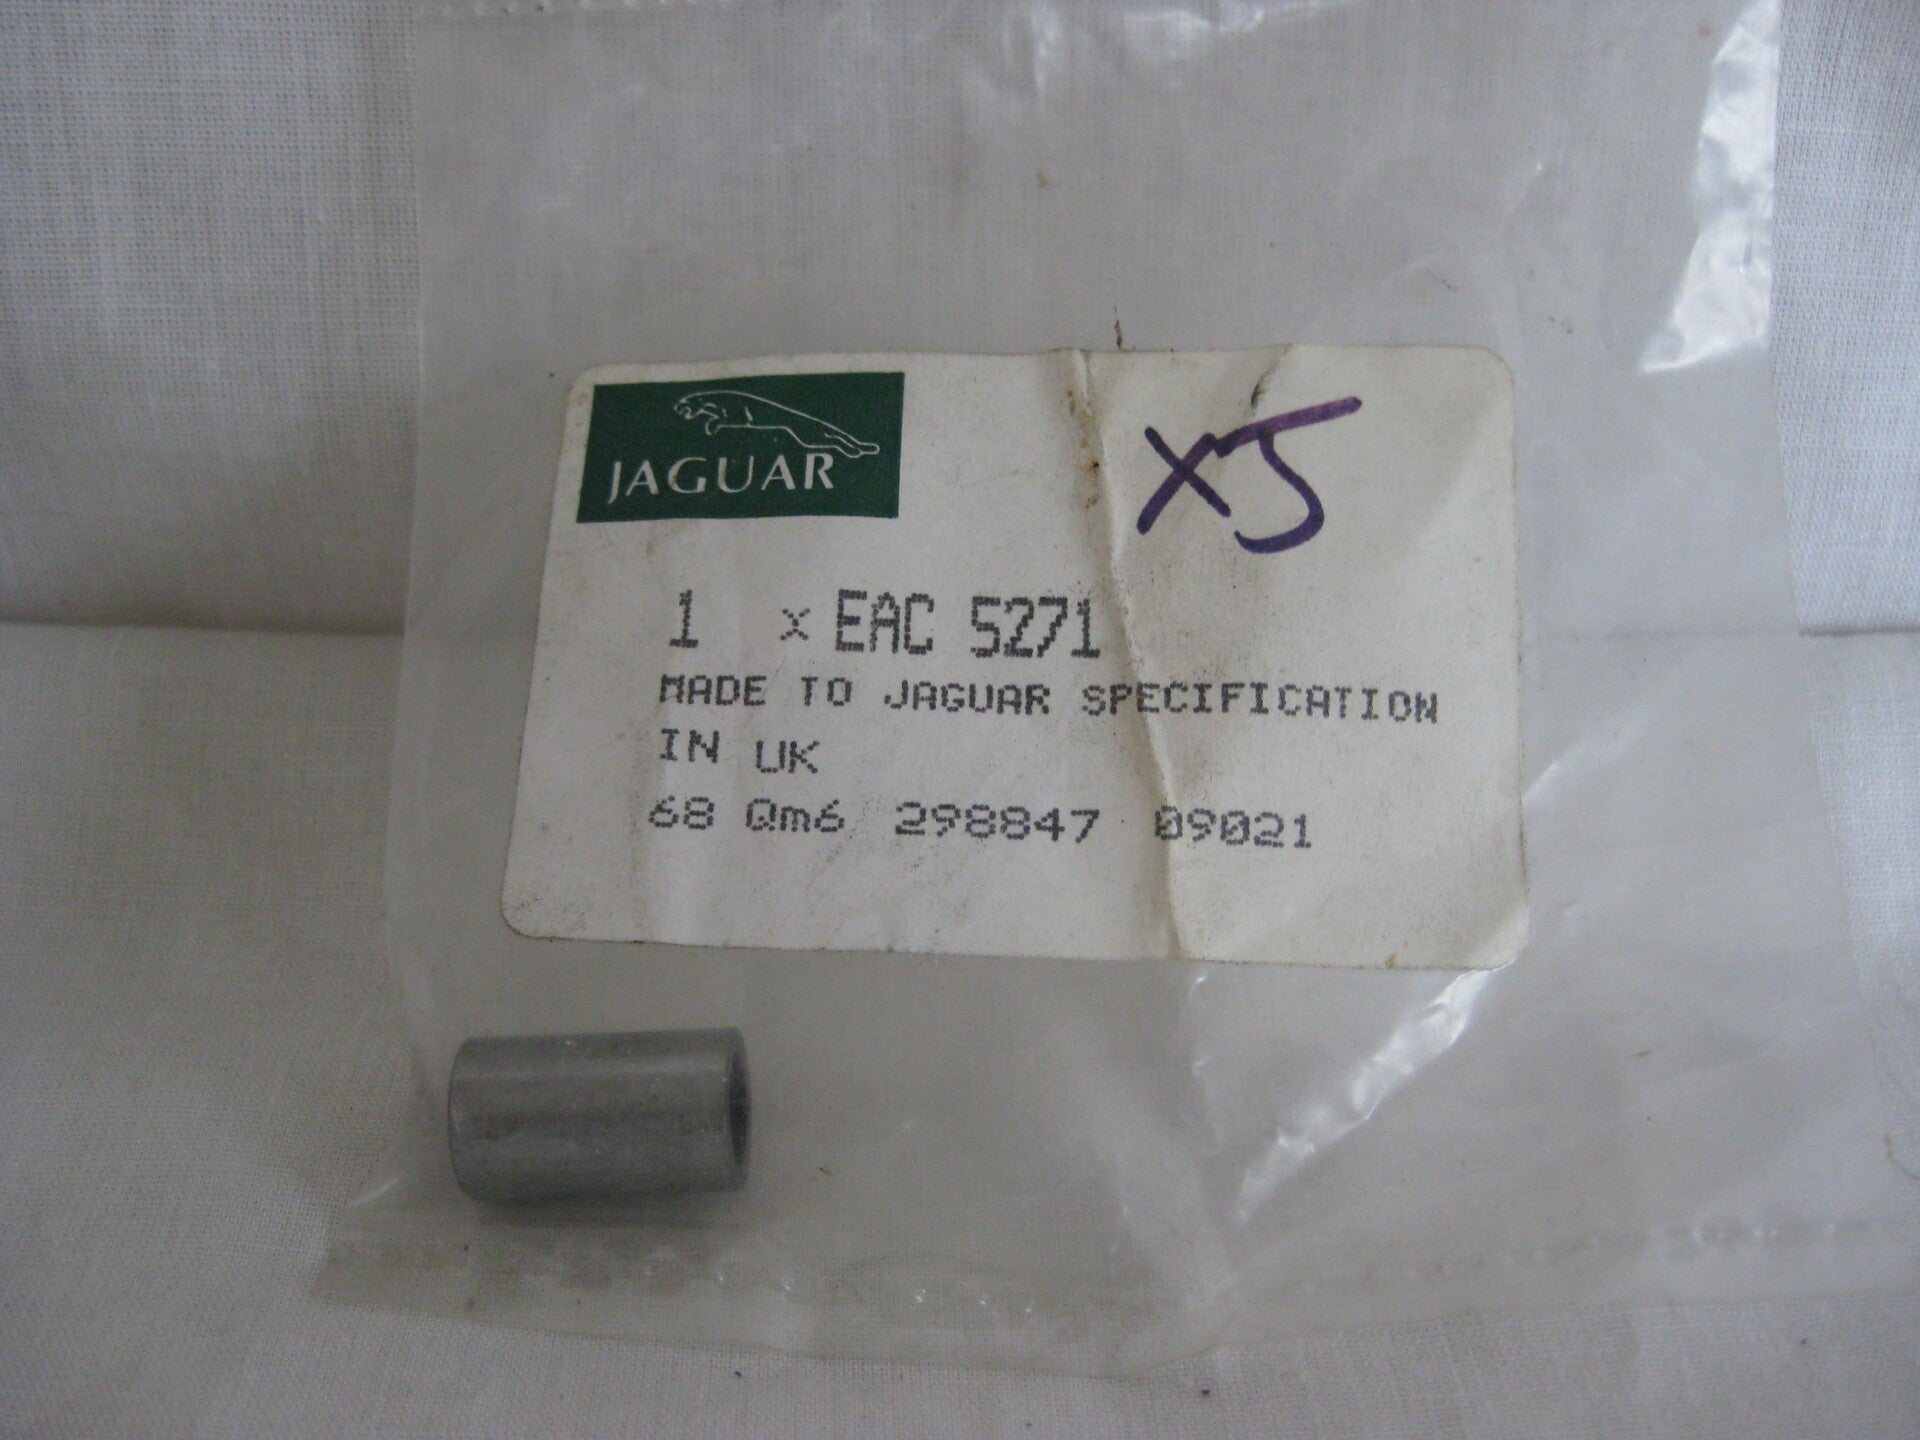 JAGUAR
XJ
1 x EAC 5271
MADE TO JAGUAR SPECIFICATION
IN UK
68 Qm6 298847 09021